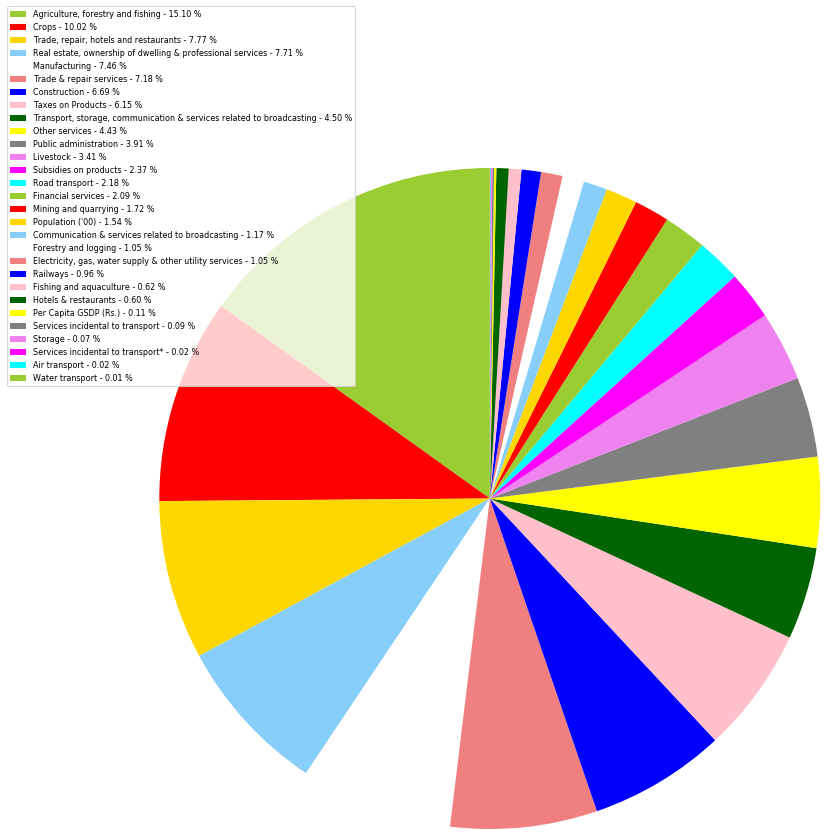 Agriculture, forestry and fishing - 15.10 %
Crops - 10.02 %
Trade, repair, hotels and restaurants - 7.77 %
Real estate, ownership of dwelling & professional services - 7.71 %
Manufacturing - 7.46 %
Trade & repair services - 7.18 %
Construction - 6.69 %
Taxes on Products - 6.15 %
Transport, storage, communication & services related to broadcasting - 4.50 %
Other services - 4.43 %
Public administration - 3.91 %
Livestock - 3.41 %
Subsidies on products - 2.37 %
Road transport - 2.18 %
Financial services - 2.09 %
Mining and quarrying - 1.72 %
Population ('00) - 1.54 %
Communication & services related to broadcasting - 1.17 %
Forestry and logging - 1.05 %
Electricity, gas, water supply & other utility services - 1.05 %
Railways - 0.96 %
Fishing and aquaculture - 0.62 %
Hotels & restaurants - 0.60 %
Per Capita GSDP (Rs.) - 0.11 %
Services incidental to transport - 0.09 %
Storage - 0.07 %
Services incidental to transport* - 0.02 %
Air transport - 0.02 %
Water transport - 0.01 %